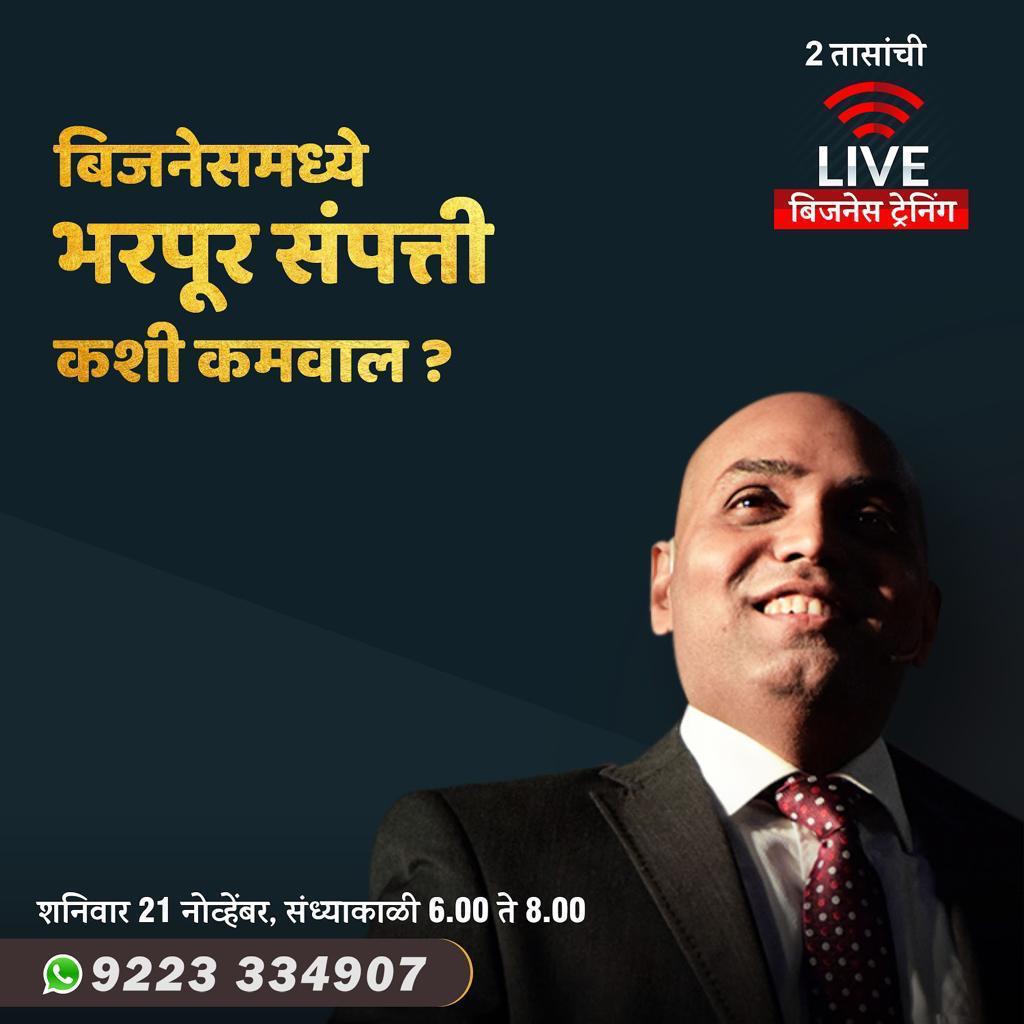 2 तासांची
LIVE
बिजनेस ट्रेनिंग
बिजनेसमध्ये
भरपूर संपत्ती
कशी कमवाल ?
शनिवार 21 नोव्हेंबर, संध्याकाळी 6.00 ते 8.00
9223 334907